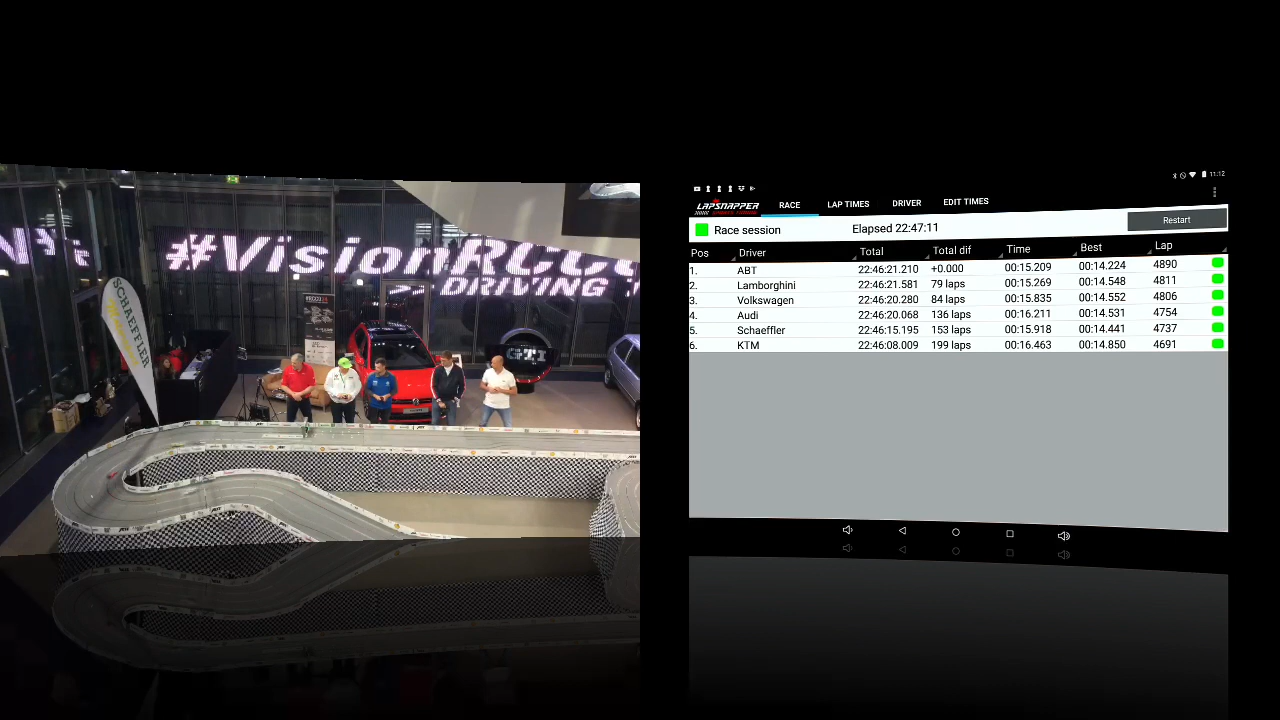 #VisionRCCO
>> DRIVING
SCHAEFFLER
GTI
11:12
LAPSNAPPER
RACE
LAP TIMES
DRIVER
EDIT TIMES
Race session
Elapsed 22:47:11
Restart
Pos Driver Total Total dif Time Best Lap
1. ABT 22:46:21.210 +0.000 00:15.209 00:14.224 4890
2. Lamborghini 22:46:21.581 79 laps 00:15.269 00:14.548 4811
3. Volkswagen 22:46:20.280 84 laps 00:15.835 00:14.552 4806
4. Audi 22:46:20.068 136 laps 00:16.211 00:14.531 4754
5. Schaeffler 22:46:15.195 153 laps 00:15.918 00:14.441 4737
6. KTM 22:46:08.009 199 laps 00:16.463 00:14.850 4691